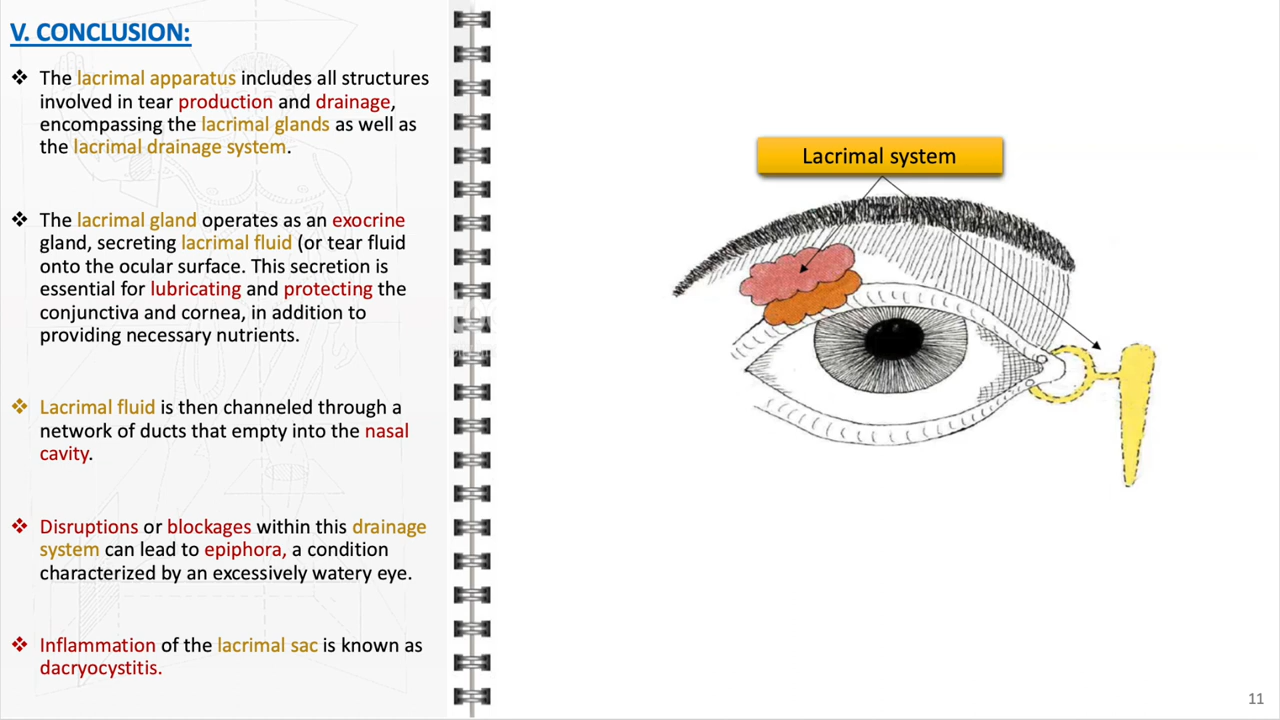 V. CONCLUSION:
❖ The lacrimal apparatus includes all structures
involved in tear production and drainage,
encompassing the lacrimal glands as well as
the lacrimal drainage system.
❖ The lacrimal gland operates as an exocrine
gland, secreting lacrimal fluid (or tear fluid
onto the ocular surface. This secretion is
essential for lubricating and protecting the
conjunctiva and cornea, in addition to
providing necessary nutrients.
❖ Lacrimal fluid is then channeled through a
network of ducts that empty into the nasal
cavity.
❖ Disruptions or blockages within this drainage
system can lead to epiphora, a condition
characterized by an excessively watery eye.
❖ Inflammation of the lacrimal sac is known as
dacryocystitis.
Lacrimal system
11